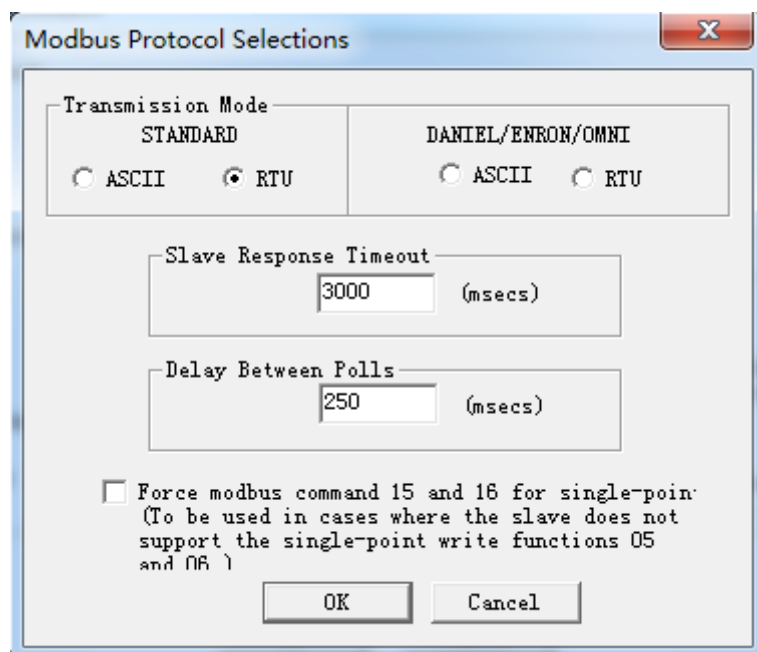 Modbus Protocol Selections
Transmission Mode
STANDARD
DANIEL/ENRON/OMNI
ASCII
RTU
ASCII
RTU
Slave Response Timeout
3000 (msecs)
Delay Between Polls
250 (msecs)
Force modbus command 15 and 16 for single-poin
(To be used in cases where the slave does not
support the single-point write functions 05
and 06.)
OK
Cancel